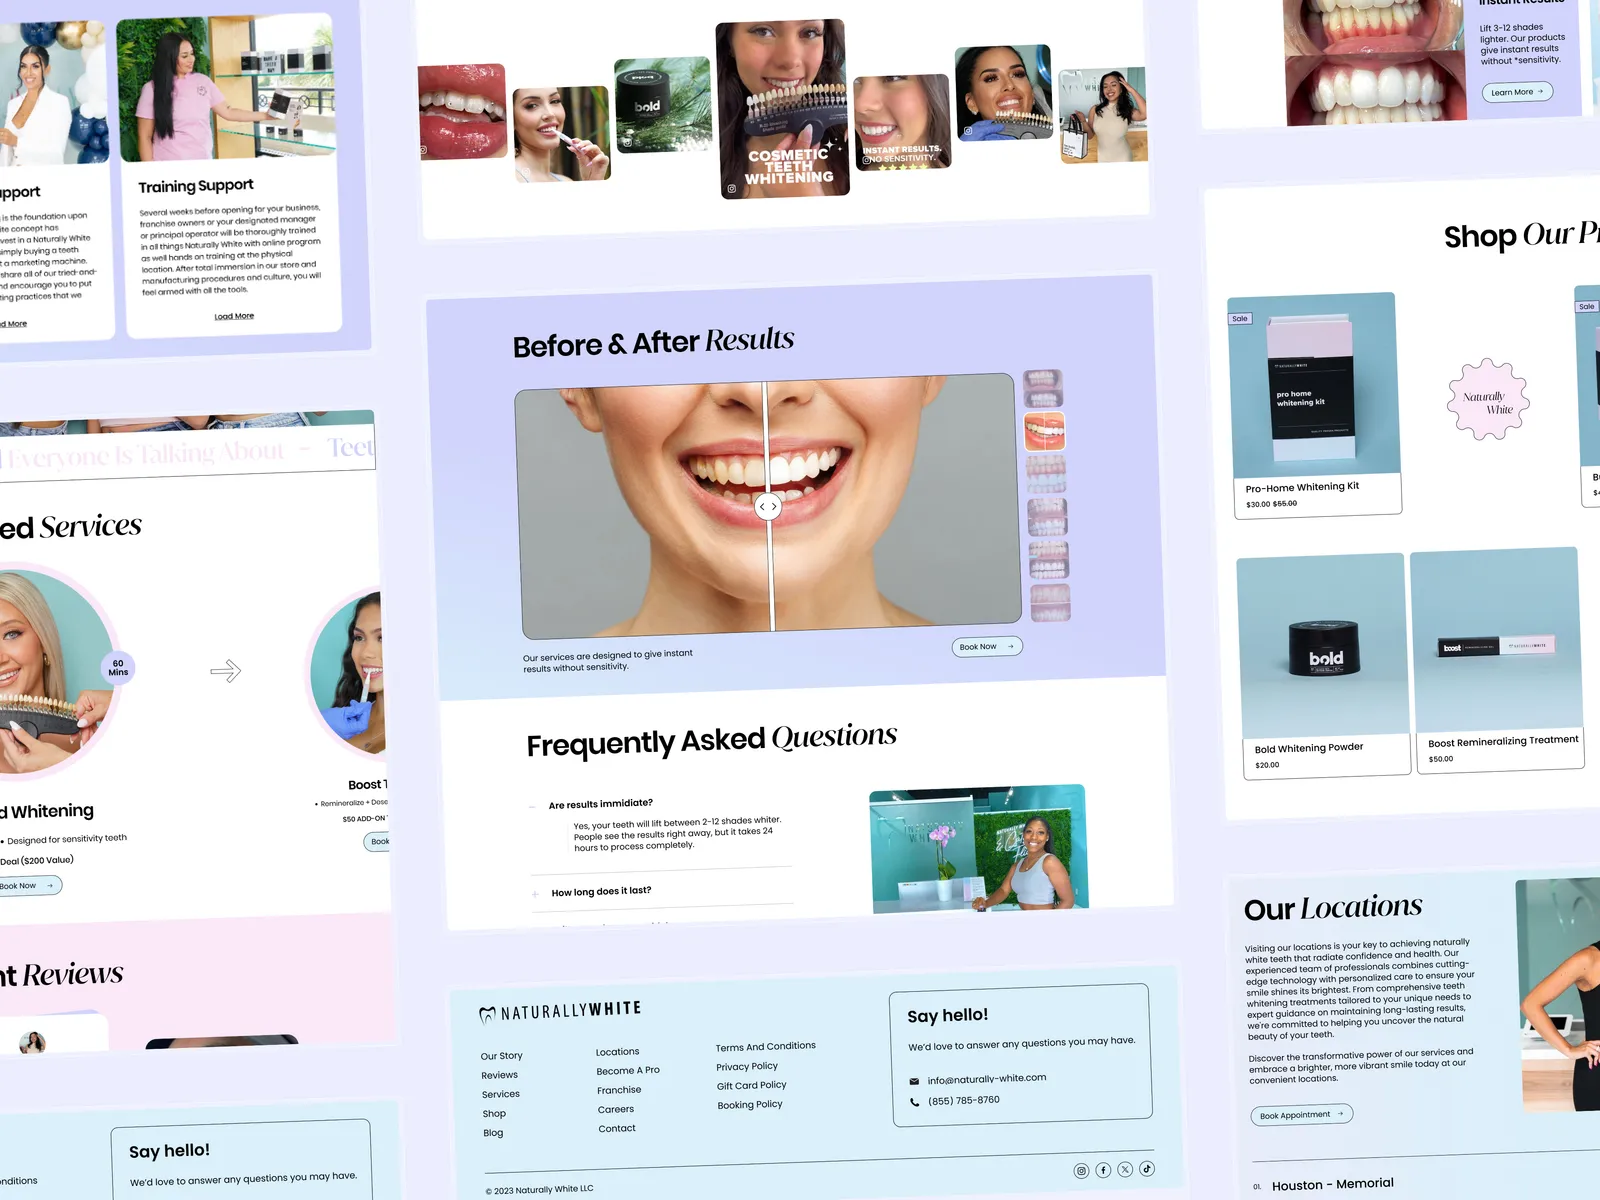 pport
is the foundation upon
ite concept has
vest in a Naturally White
imply buying a teeth
t a marketing machine.
share all of our tried-and-
nd encourage you to put
ting practices that we
d More
Training Support
Several weeks before opening for your business,
franchise owners or your designated manager
or principal operator will be thoroughly trained
in all things Naturally White with online program
as well hands on training at the physical
location. After total immersion in our store and
manufacturing procedures and culture, you will
feel armed with all the tools.
Load More
bold
COSMETIC
TEETH
WHITENING
INSTANT RESULTS.
NO SENSITIVITY.
Instant Results
Lift 3-12 shades
lighter. Our products
give instant results
without *sensitivity.
Learn More
Everyone Is Talking About – Teet
ed Services
60
Mins
d Whitening
• Designed for sensitivity teeth
Deal ($200 Value)
Book Now
Boost T
• Remineralize + Dese
$50 ADD-ON
Book
nt Reviews
Say hello!
We'd love to answer any questions you may have.
onditions
Before & After Results
Our services are designed to give instant
results without sensitivity.
Book Now
Frequently Asked Questions
Are results immidiate?
Yes, your teeth will lift between 2-12 shades whiter.
People see the results right away, but it takes 24
hours to process completely.
How long does it last?
NATURALLYWHITE
Our Story
Reviews
Services
Shop
Blog
Locations
Become A Pro
Franchise
Careers
Contact
Terms And Conditions
Privacy Policy
Gift Card Policy
Booking Policy
Say hello!
We'd love to answer any questions you may have.
info@naturally-white.com
(855) 785-8760
© 2023 Naturally White LLC
Shop Our Pr
Sale
NATURALLYWHITE
pro home
whitening kit
Pro-Home Whitening Kit
$30.00 $55.00
Naturally
White
Sale
bold
Bold Whitening Powder
$20.00
boost
NATURALLYWHITE
Boost Remineralizing Treatment
$50.00
Our Locations
Visiting our locations is your key to achieving naturally
white teeth that radiate confidence and health. Our
experienced team of professionals combines cutting-
edge technology with personalized care to ensure your
smile shines its brightest. From comprehensive teeth
whitening treatments tailored to your unique needs to
expert guidance on maintaining long-lasting results,
we're committed to helping you uncover the natural
beauty of your teeth.
Discover the transformative power of our services and
embrace a brighter, more vibrant smile today at our
convenient locations.
Book Appointment
01. Houston - Memorial